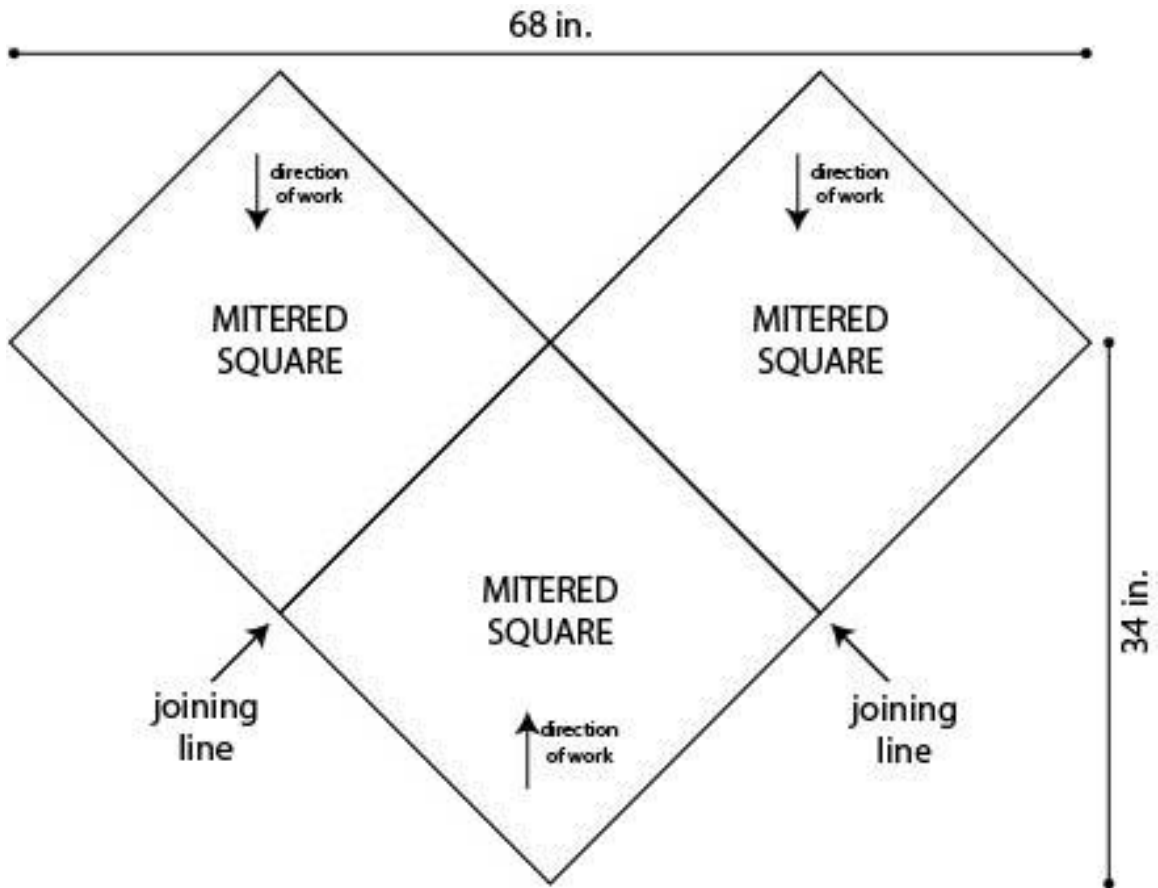 68 in.
direction
of work
direction
of work
MITERED
SQUARE
MITERED
SQUARE
34 in.
MITERED
SQUARE
joining
line
joining
line
direction
of work